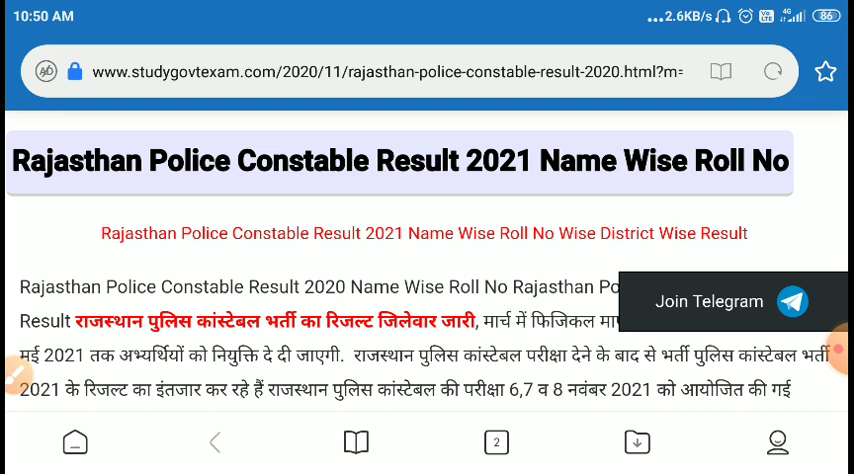 10:50 AM
...2.6KB/s
Vo LTE
4G
86
www.studygovtexam.com/2020/11/rajasthan-police-constable-result-2020.html?m=
Rajasthan Police Constable Result 2021 Name Wise Roll No
Rajasthan Police Constable Result 2021 Name Wise Roll No Wise District Wise Result
Rajasthan Police Constable Result 2020 Name Wise Roll No Rajasthan Po
Join Telegram
Result राजस्थान पुलिस कांस्टेबल भर्ती का रिजल्ट जिलेवार जारी, मार्च में फिजिकल
मई 2021 तक अभ्यर्थियों को नियुक्ति दे दी जाएगी. राजस्थान पुलिस कांस्टेबल परीक्षा देने के बाद से भर्ती पुलिस कांस्टेबल भर्ती
2021 के रिजल्ट का इंतजार कर रहे हैं राजस्थान पुलिस कांस्टेबल की परीक्षा 6,7 व 8 नवंबर 2021 को आयोजित की गई
2